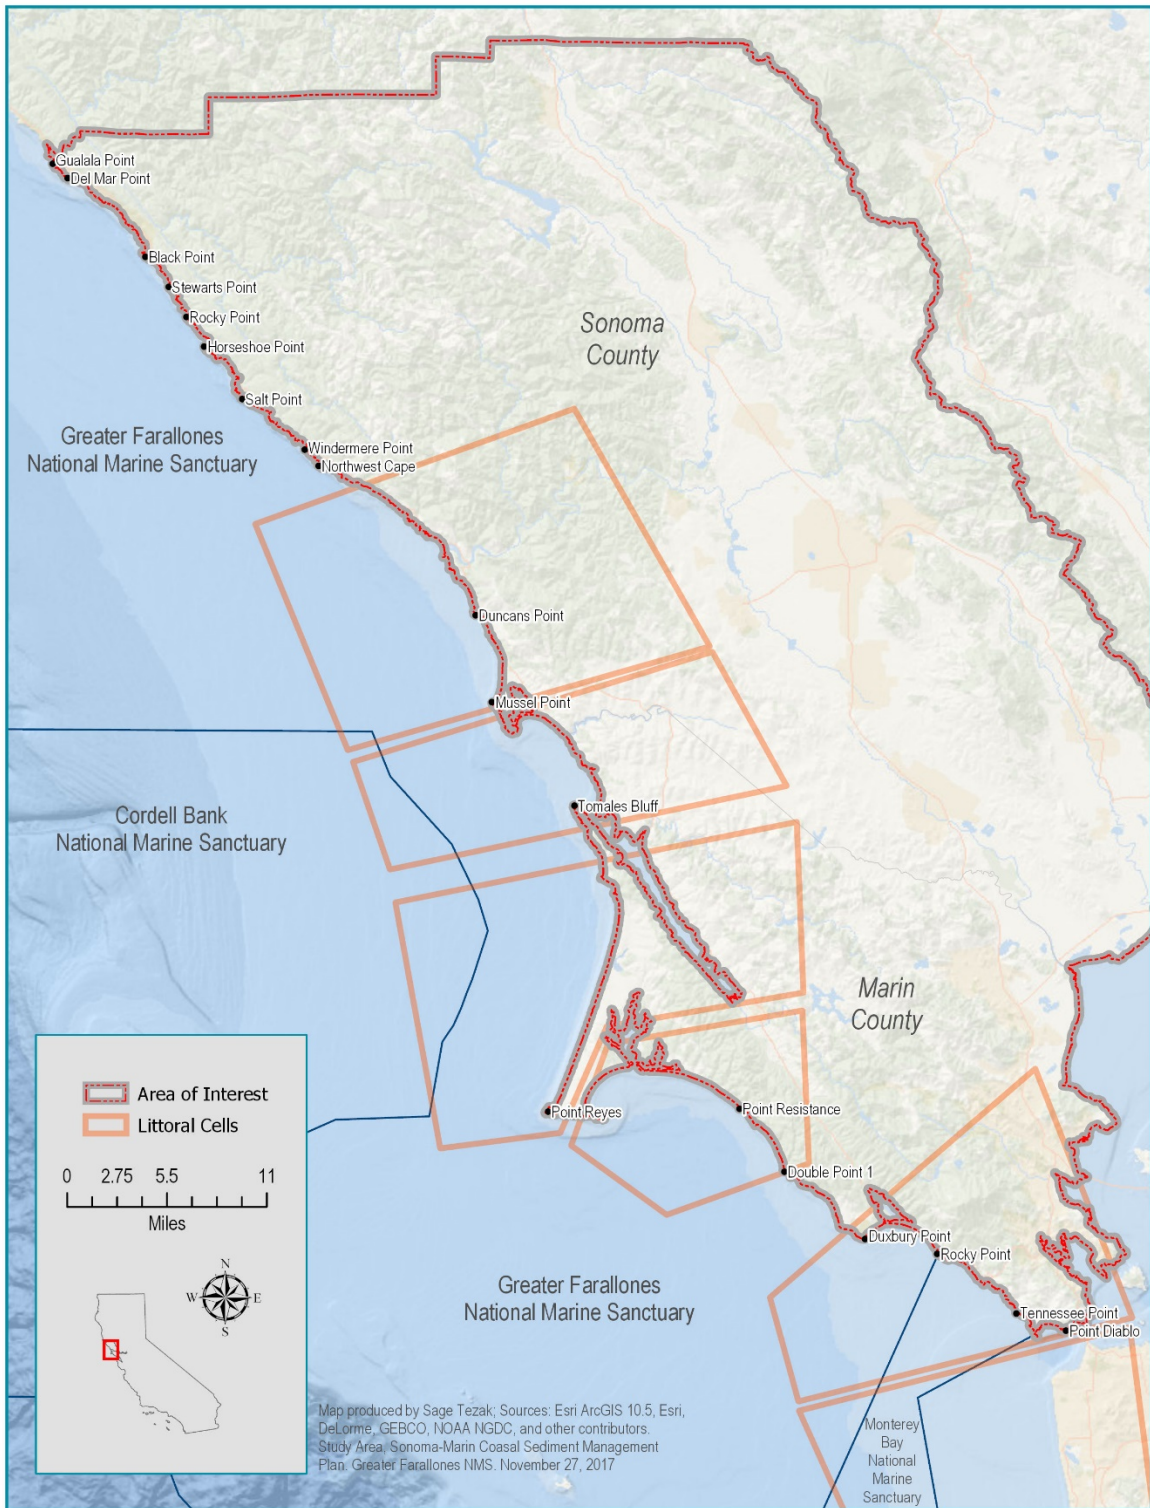 Gualala Point
Del Mar Point
Black Point
Stewarts Point
Rocky Point
Horseshoe Point
Salt Point
Sonoma
County
Greater Farallones
National Marine Sanctuary
Windermere Point
Northwest Cape
Duncans Point
Mussel Point
Cordell Bank
National Marine Sanctuary
Tomales Bluff
Marin
County
Point Reyes
Point Resistance
Double Point 1
Duxbury Point
Rocky Point
Tennessee Point
Point Diablo
Greater Farallones
National Marine Sanctuary
Monterey
Bay
National
Marine
Sanctuary
Area of Interest
Littoral Cells
0 2.75 5.5 11
Miles
N
W E
S
Map produced by Sage Tezak; Sources: Esri ArcGIS 10.5, Esri,
DeLorme, GEBCO, NOAA NGDC, and other contributors.
Study Area, Sonoma-Marin Coasal Sediment Management
Plan. Greater Farallones NMS. November 27, 2017